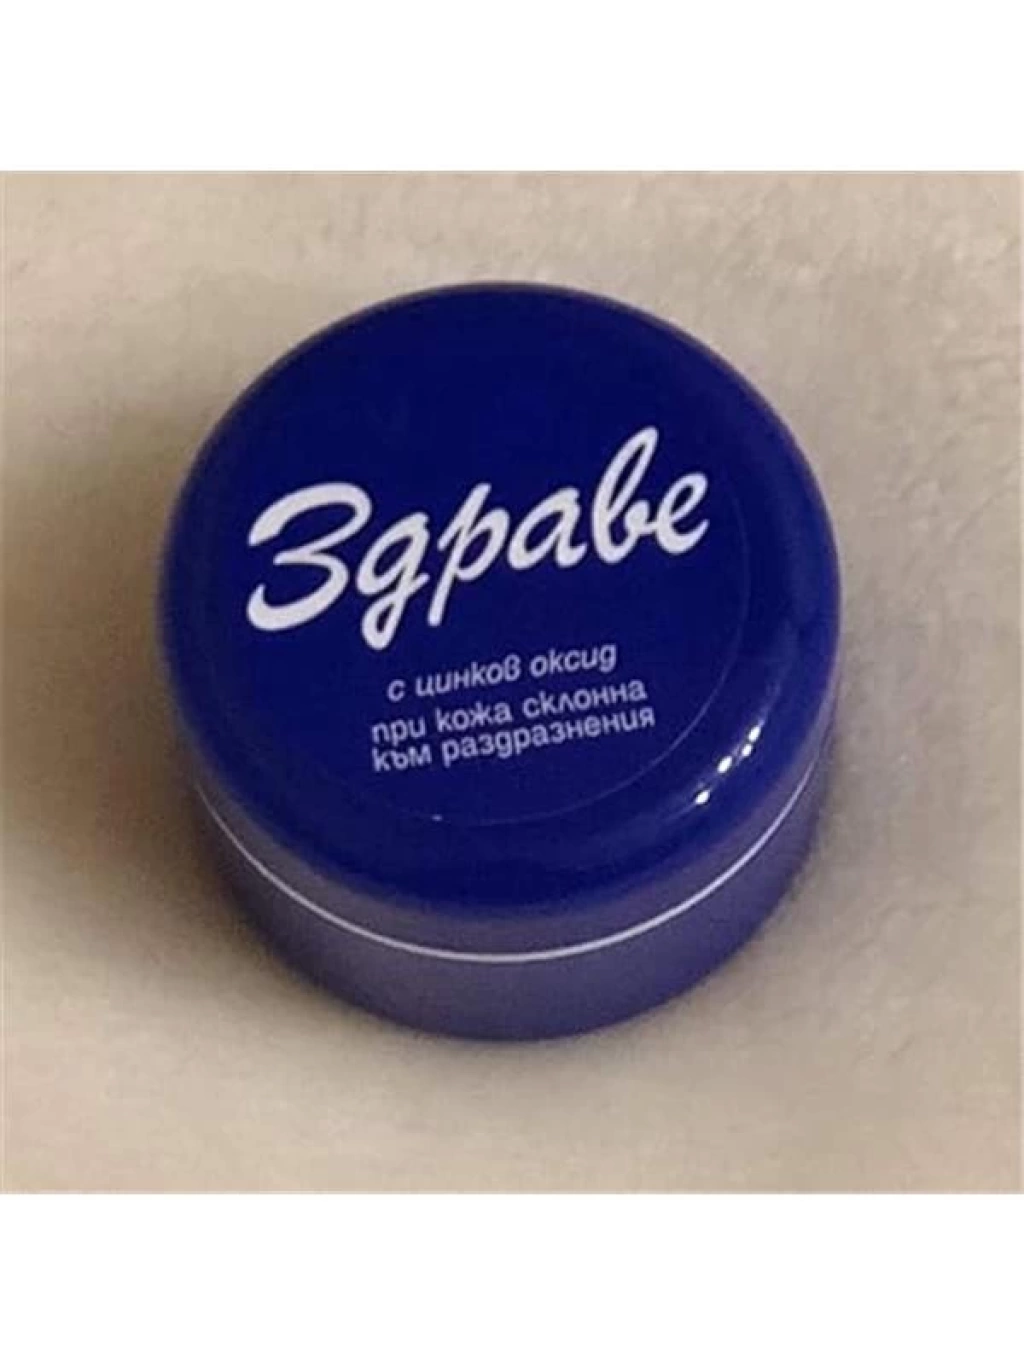 Здраве
с цинков оксид
при кожа склонна
към раздразнения